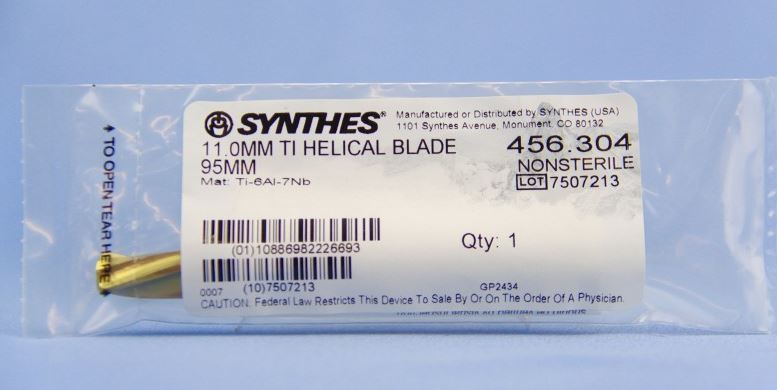 SYNTHES®
Manufactured or Distributed by SYNTHES (USA)
1101 Synthes Avenue, Monument, CO 80132
11.0MM TI HELICAL BLADE
95MM
Mat: Ti-6Al-7Nb
456.304
NONSTERILE
LOT 7507213
(01)10886982226693
Qty: 1
(10)7507213
0007
GP2434
CAUTION: Federal Law Restricts This Device To Sale By Or On The Order Of A Physician.
TO OPEN TEAR HERE